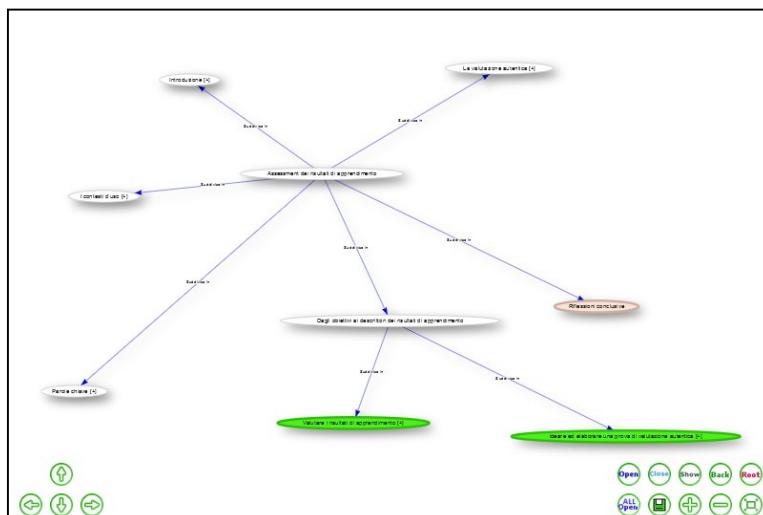 Introduzione [+]
La valutazione autentica [+]
Suddivisa in
Suddivisa in
Assessment dei risultati di apprendimento
Suddivisa in
I contesti d'uso [+]
Suddivisa in
Suddivisa in
Suddivisa in
Riflessioni conclusive
Dagli obiettivi ai descrittori dei risultati di apprendimento
Suddivisa in
Suddivisa in
Parole chiave [+]
Valutare i risultati di apprendimento [+]
Ideare ed elaborare una prova di valutazione autentica [+]
Open
Close
Show
Back
Root
ALL
Open